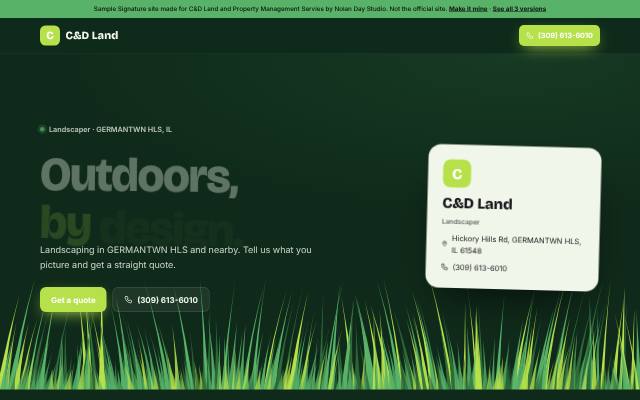 Sample Signature site made for C&D Land and Property Management Servies by Nolan Day Studio. Not the official site. Make it mine · See all 3 versions
C C&D Land
(309) 613-6010
Landscaper · GERMANTWN HLS, IL
Outdoors,
by design.
Landscaping in GERMANTWN HLS and nearby. Tell us what you
picture and get a straight quote.
Get a quote
(309) 613-6010
C
C&D Land
Landscaper
Hickory Hills Rd, GERMANTWN HLS,
IL 61548
(309) 613-6010